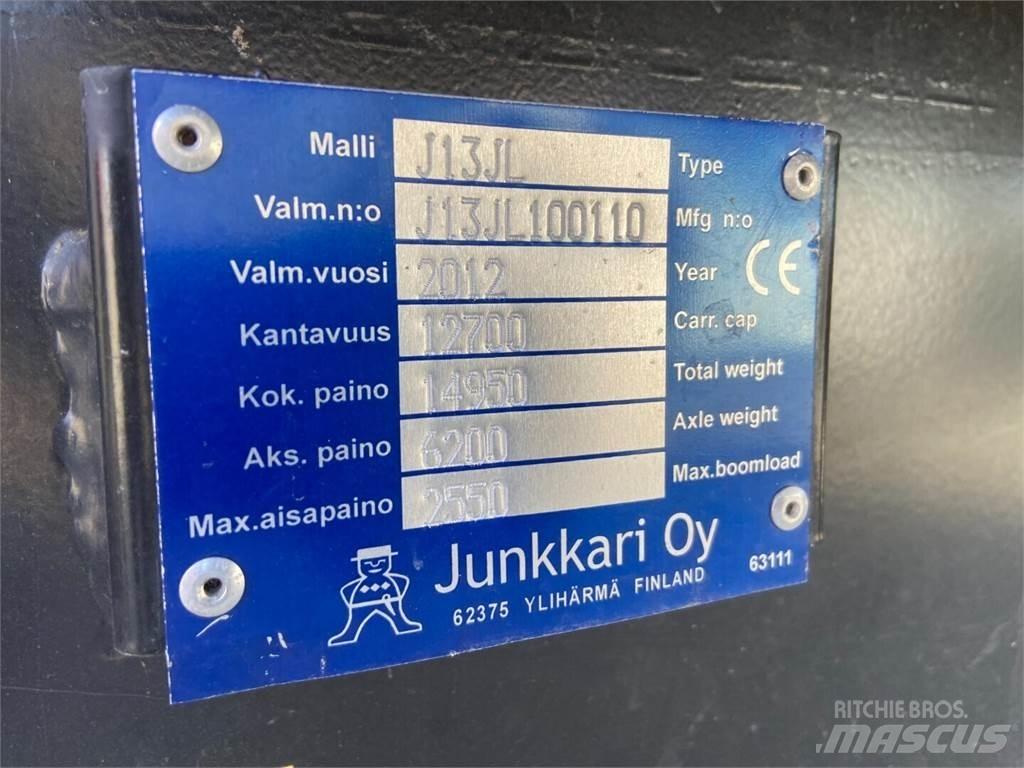 Malli J13JL Type
Valm.n:o J13JL100110 Mfg n:o
Valm.vuosi 2012 Year CE
Kantavuus 12700 Carr. cap
Kok. paino 14950 Total weight
Aks. paino 6200 Axle weight
Max.aisapaino 2550 Max.boomload
Junkkari Oy
62375 YLIHÄRMÄ FINLAND 63111
RITCHIE BROS.
MASCUS